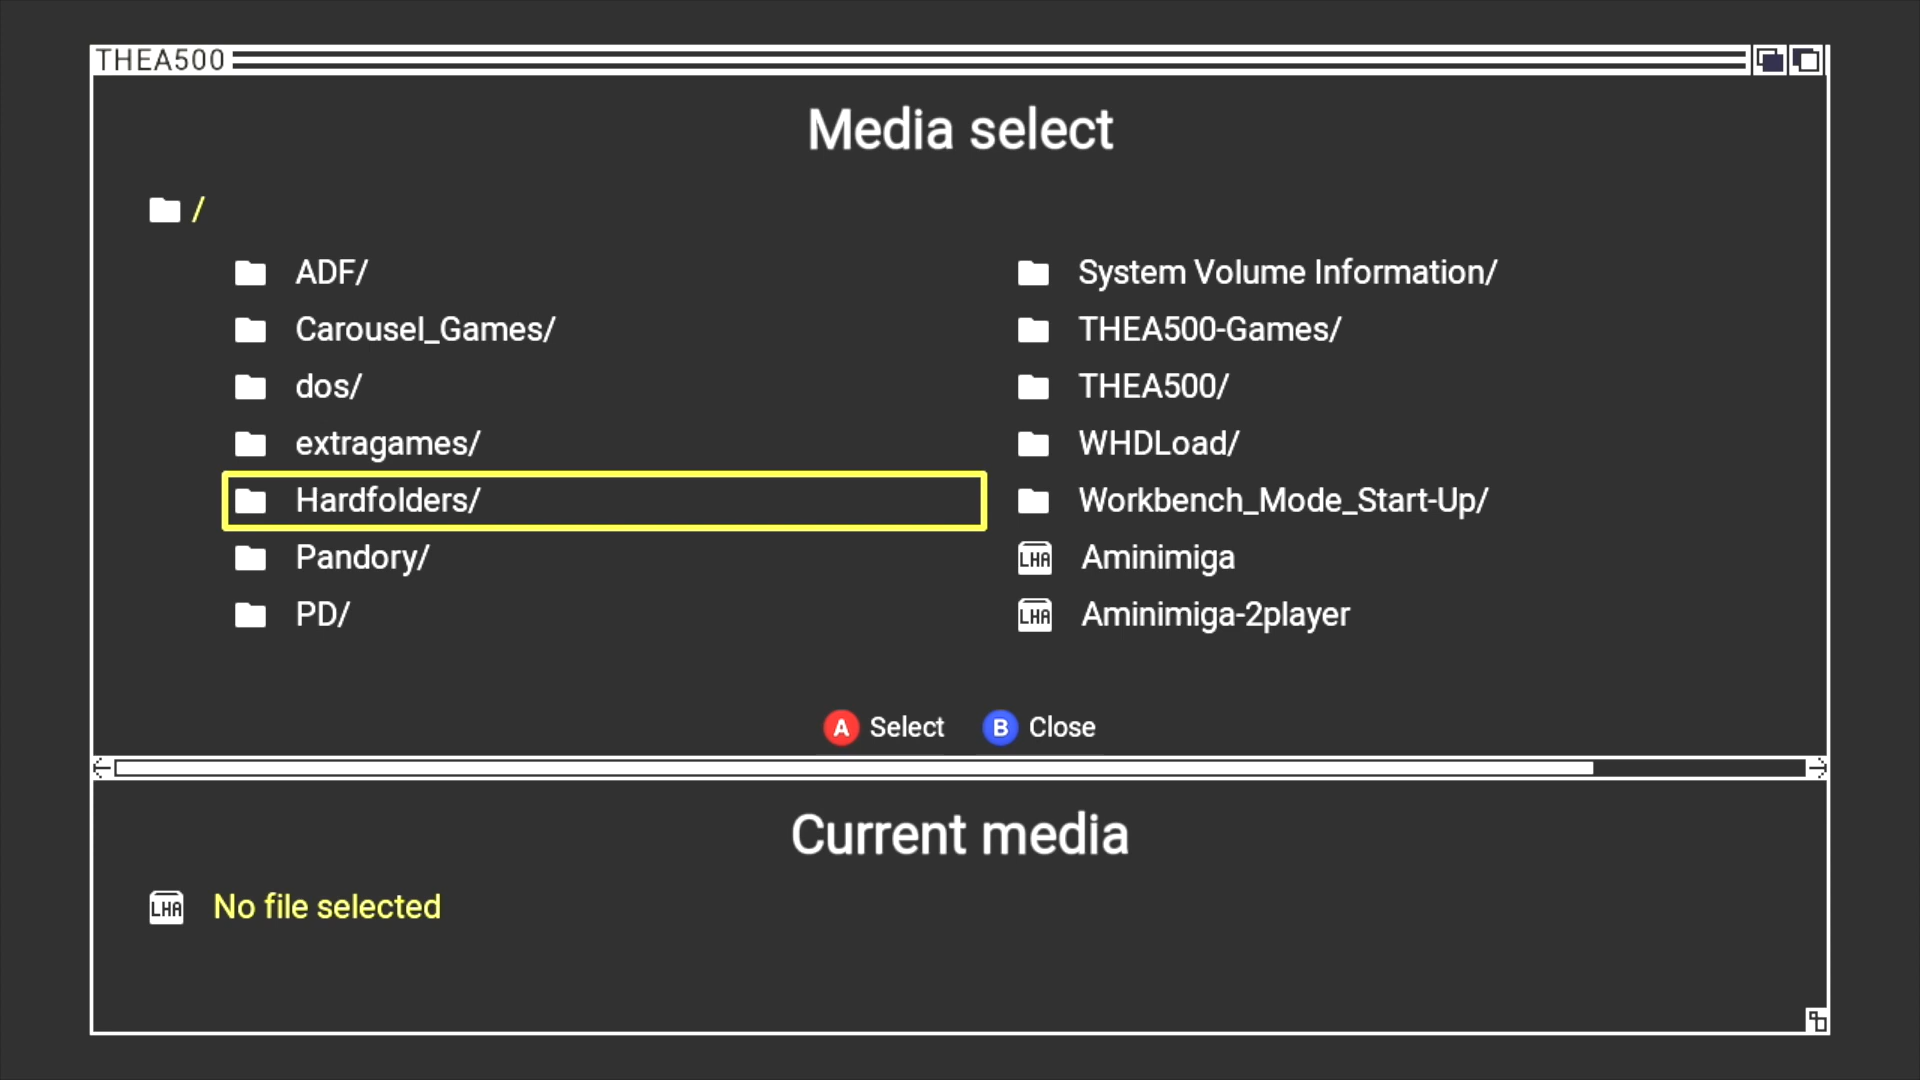 THEA500
Media select
/
ADF/
Carousel_Games/
dos/
extragames/
Hardfolders/
Pandory/
PD/
System Volume Information/
THEA500-Games/
THEA500/
WHDLoad/
Workbench_Mode_Start-Up/
LHA Aminimiga
LHA Aminimiga-2player
A Select B Close
Current media
LHA No file selected